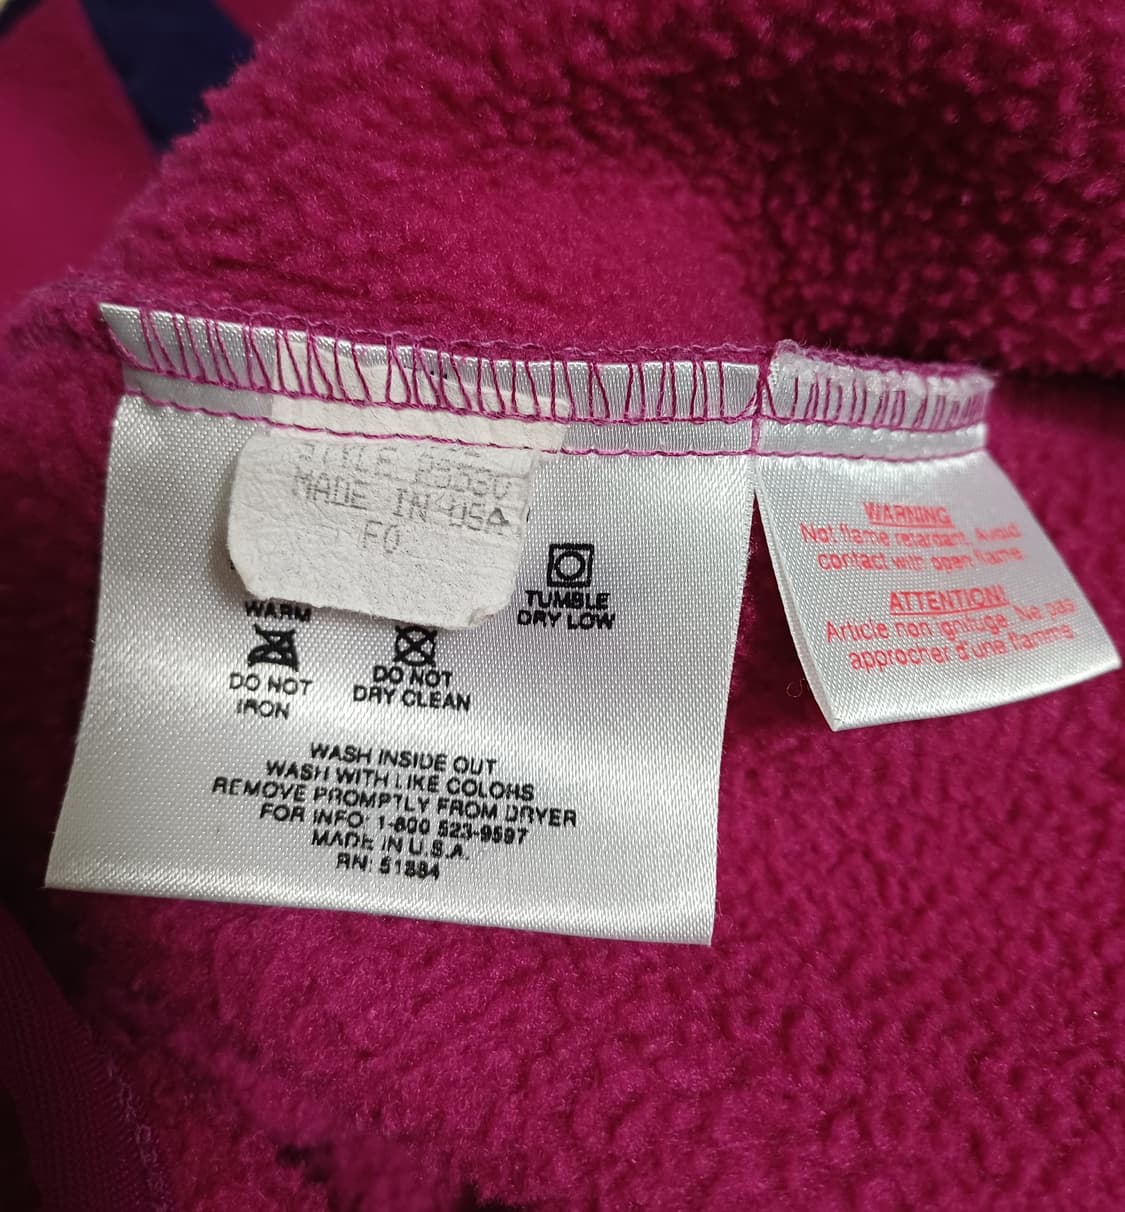 STYLE 25550
MADE IN USA
F0
WARM
DO NOT
IRON
DO NOT
DRY CLEAN
TUMBLE
DRY LOW
WASH INSIDE OUT
WASH WITH LIKE COLORS
REMOVE PROMPTLY FROM DRYER
FOR INFO: 1-800 523-9597
MADE IN U.S.A.
RN: 51884
WARNING
Not flame retardant. Avoid
contact with open flame.
ATTENTION!
Article non ignifuge. Ne pas
approcher d'une flamme.